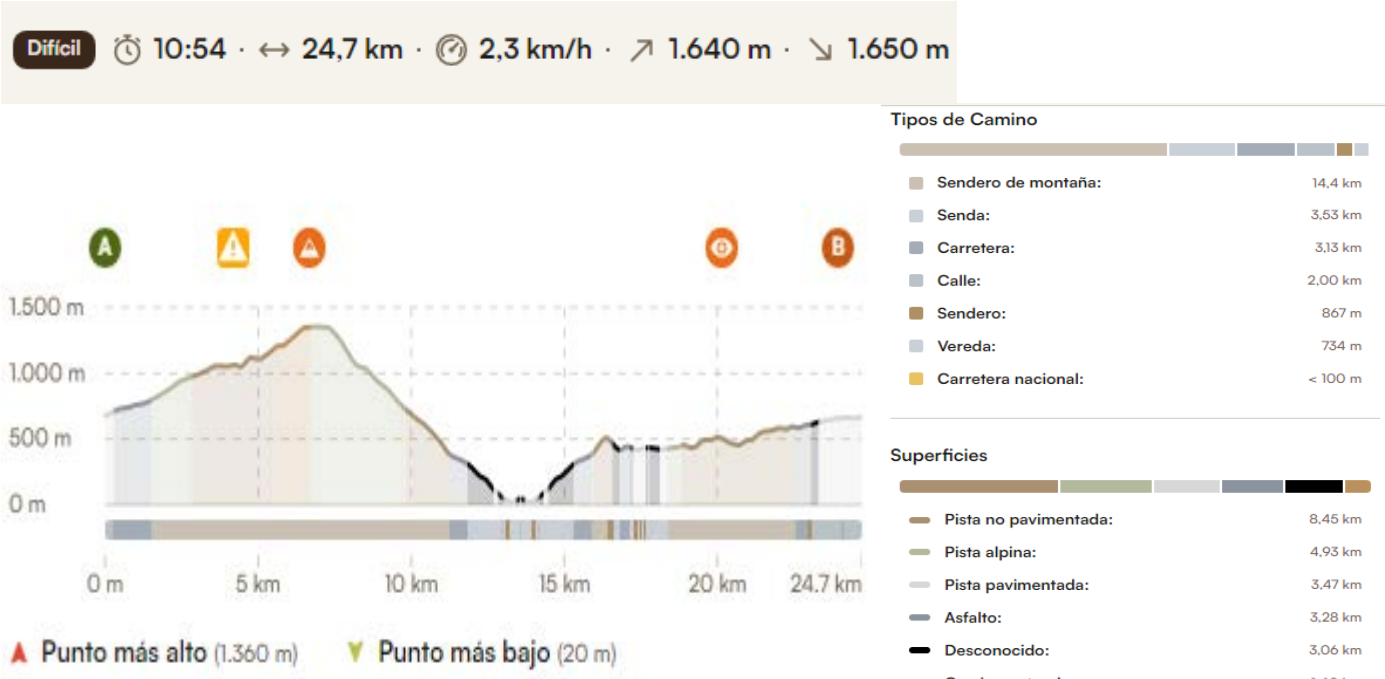 Difícil 10:54 · 24,7 km · 2,3 km/h · 1.640 m · 1.650 m
A B
1.500 m
1.000 m
500 m
0 m
0 m 5 km 10 km 15 km 20 km 24.7 km
Punto más alto (1.360 m) Punto más bajo (20 m)
Tipos de Camino
Sendero de montaña: 14,4 km
Senda: 3,53 km
Carretera: 3,13 km
Calle: 2,00 km
Sendero: 867 m
Vereda: 734 m
Carretera nacional: < 100 m
Superficies
Pista no pavimentada: 8,45 km
Pista alpina: 4,93 km
Pista pavimentada: 3,47 km
Asfalto: 3,28 km
Desconocido: 3,06 km